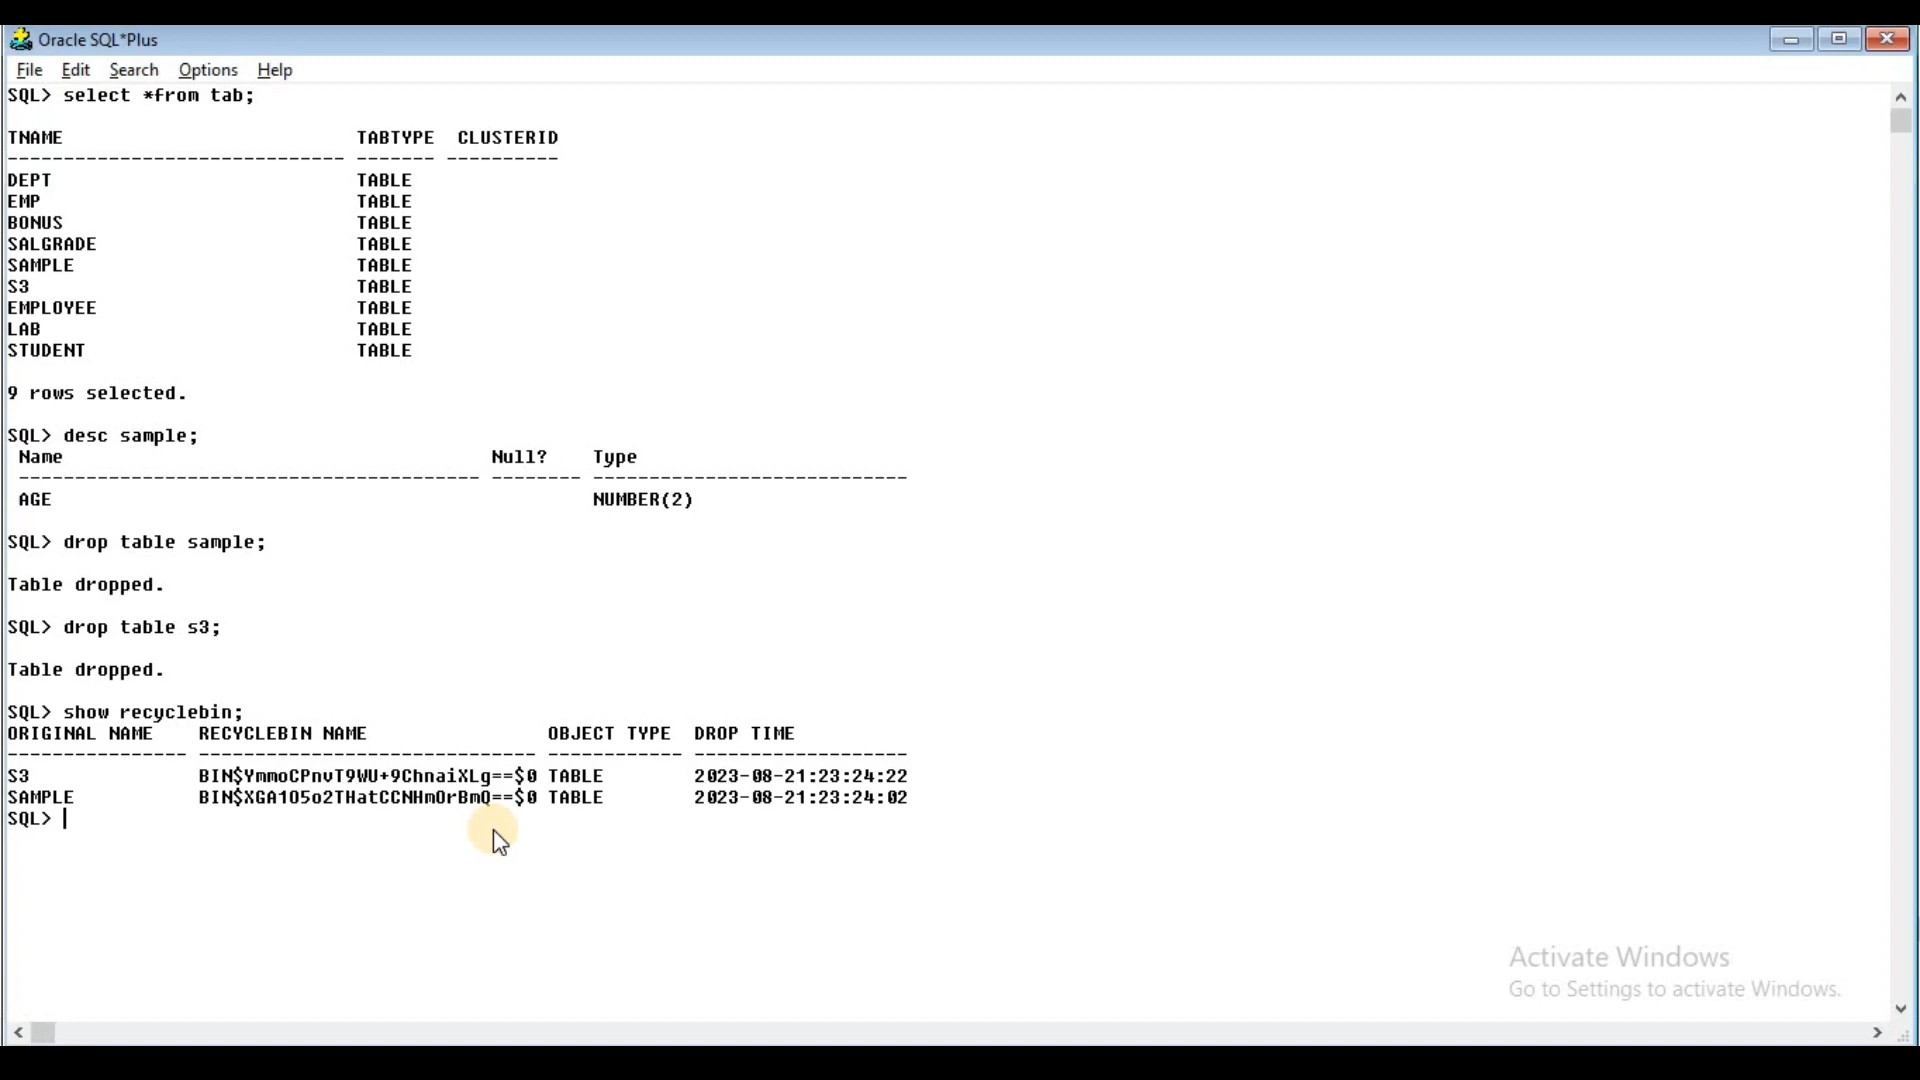 Oracle SQL*Plus
File Edit Search Options Help
SQL> select *from tab;
TNAME TABTYPE CLUSTERID
------------------------------ ------- ----------
DEPT TABLE
EMP TABLE
BONUS TABLE
SALGRADE TABLE
SAMPLE TABLE
S3 TABLE
EMPLOYEE TABLE
LAB TABLE
STUDENT TABLE
9 rows selected.
SQL> desc sample;
Name Null? Type
----------------------------------------- -------- ----------------------------
AGE NUMBER(2)
SQL> drop table sample;
Table dropped.
SQL> drop table s3;
Table dropped.
SQL> show recyclebin;
ORIGINAL NAME RECYCLEBIN NAME OBJECT TYPE DROP TIME
---------------- ------------------------------ ------------ -------------------
S3 BIN$YmmoCPnvT9WU+9ChnaiXLg==$0 TABLE 2023-08-21:23:24:22
SAMPLE BIN$XGA1O5o2THatCCNHmOrBmQ==$0 TABLE 2023-08-21:23:24:02
SQL>
Activate Windows
Go to Settings to activate Windows.